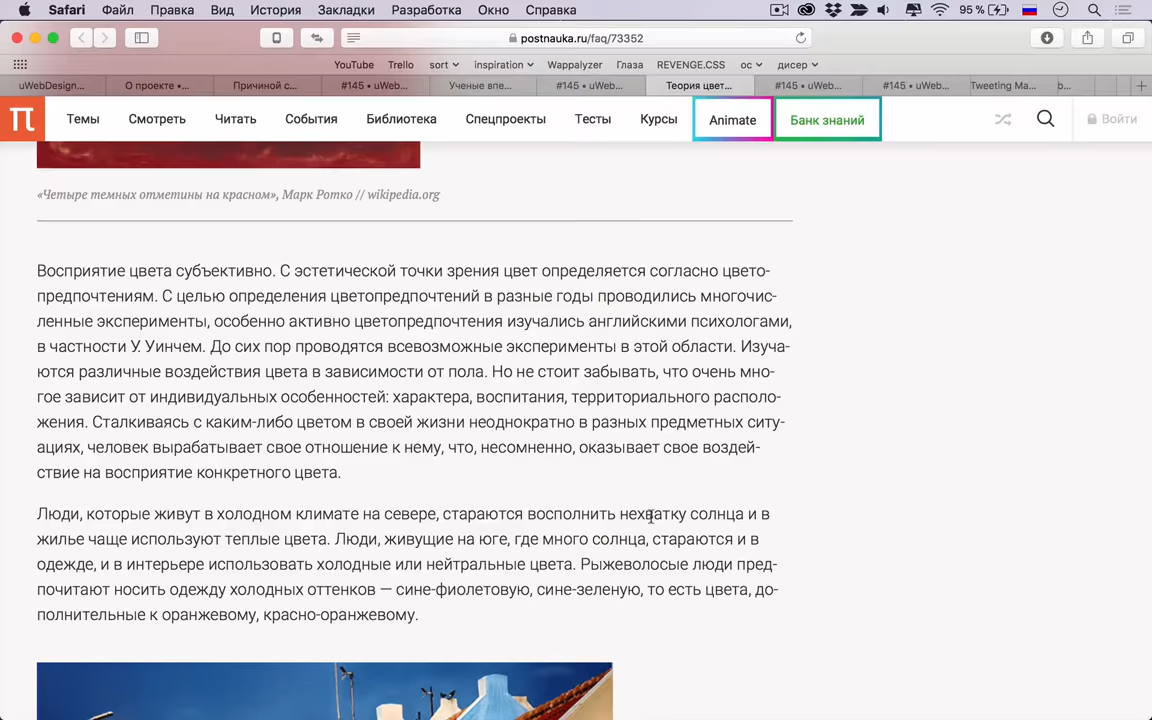 Safari Файл Правка Вид История Закладки Разработка Окно Справка 95 %
postnauka.ru/faq/73352
YouTube Trello sort inspiration Wappalyzer Глаза REVENGE.CSS ос дисер
uWebDesign... О проекте •... Причиной с... #145 • uWeb... Ученые впе... #145 • uWeb... Теория цвет... #145 • uWeb... #145 • uWeb... Tweeting Ma... b...
π Темы Смотреть Читать События Библиотека Спецпроекты Тесты Курсы Animate Банк знаний Войти
«Четыре темных отметины на красном», Марк Ротко // wikipedia.org
Восприятие цвета субъективно. С эстетической точки зрения цвет определяется согласно цвето-
предпочтениям. С целью определения цветопредпочтений в разные годы проводились многочис-
ленные эксперименты, особенно активно цветопредпочтения изучались английскими психологами,
в частности У. Уинчем. До сих пор проводятся всевозможные эксперименты в этой области. Изуча-
ются различные воздействия цвета в зависимости от пола. Но не стоит забывать, что очень мно-
гое зависит от индивидуальных особенностей: характера, воспитания, территориального располо-
жения. Сталкиваясь с каким-либо цветом в своей жизни неоднократно в разных предметных ситу-
ациях, человек вырабатывает свое отношение к нему, что, несомненно, оказывает свое воздей-
ствие на восприятие конкретного цвета.
Люди, которые живут в холодном климате на севере, стараются восполнить нехватку солнца и в
жилье чаще используют теплые цвета. Люди, живущие на юге, где много солнца, стараются и в
одежде, и в интерьере использовать холодные или нейтральные цвета. Рыжеволосые люди пред-
почитают носить одежду холодных оттенков — сине-фиолетовую, сине-зеленую, то есть цвета, до-
полнительные к оранжевому, красно-оранжевому.